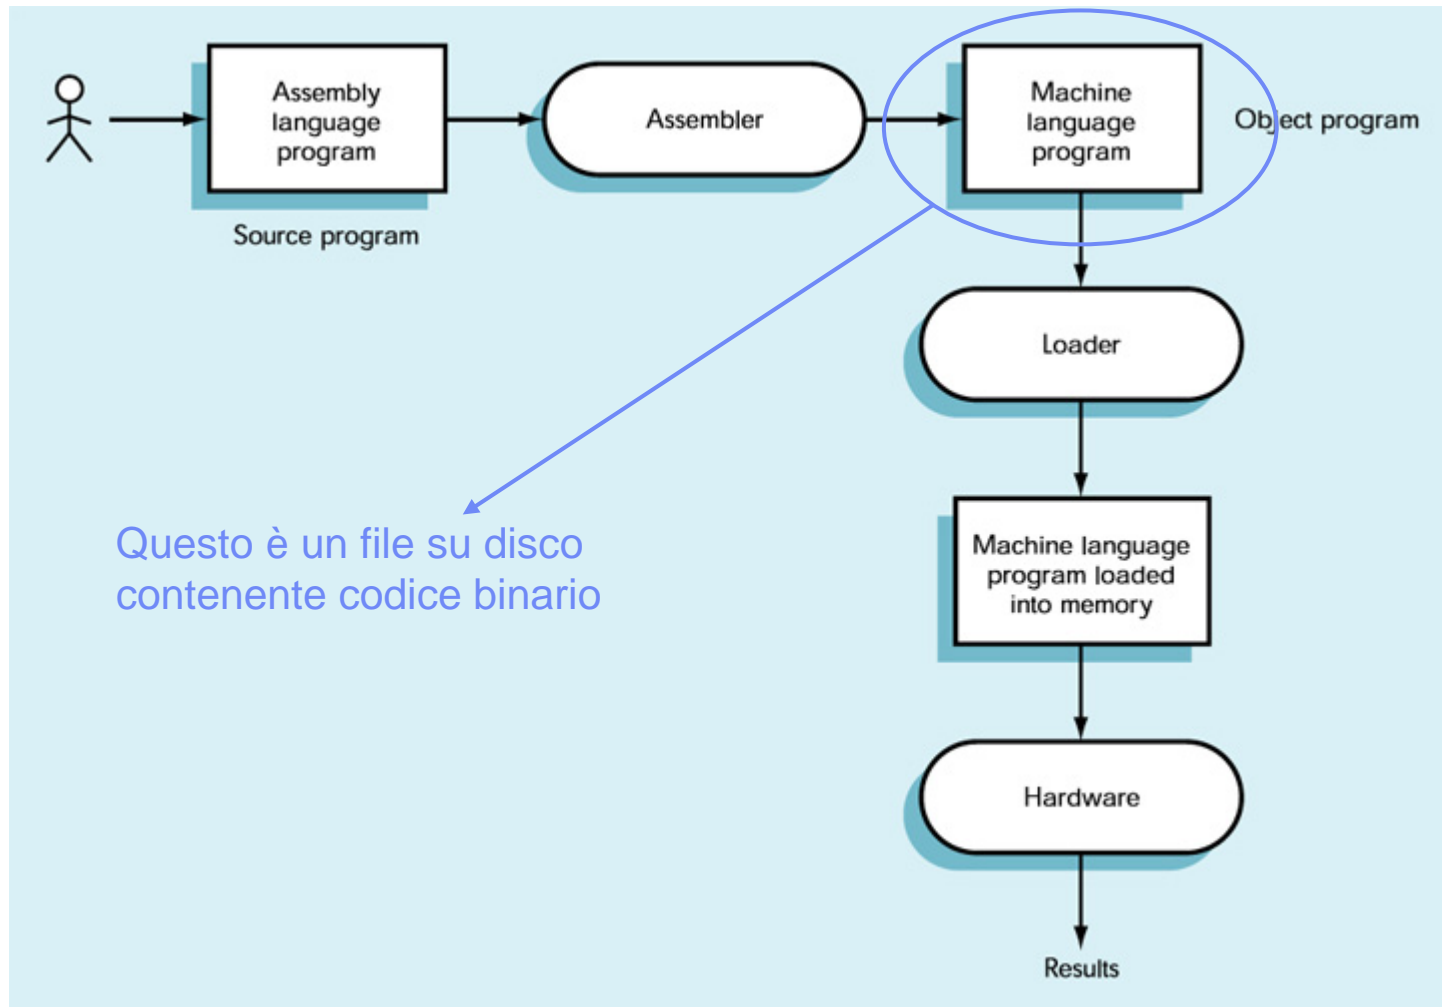 Assembly
language
program
Source program
Assembler
Machine
language
program
Object program
Loader
Questo è un file su disco
contenente codice binario
Machine language
program loaded
into memory
Hardware
Results